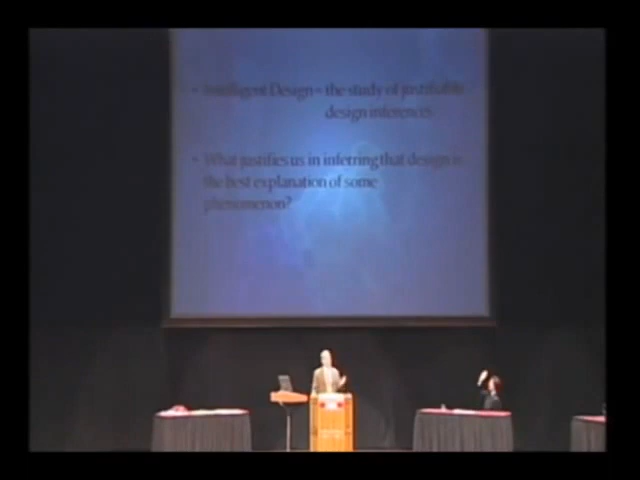 • Intelligent Design = the study of justifiable
design inferences
• What justifies us in inferring that design is
the best explanation of some
phenomenon?